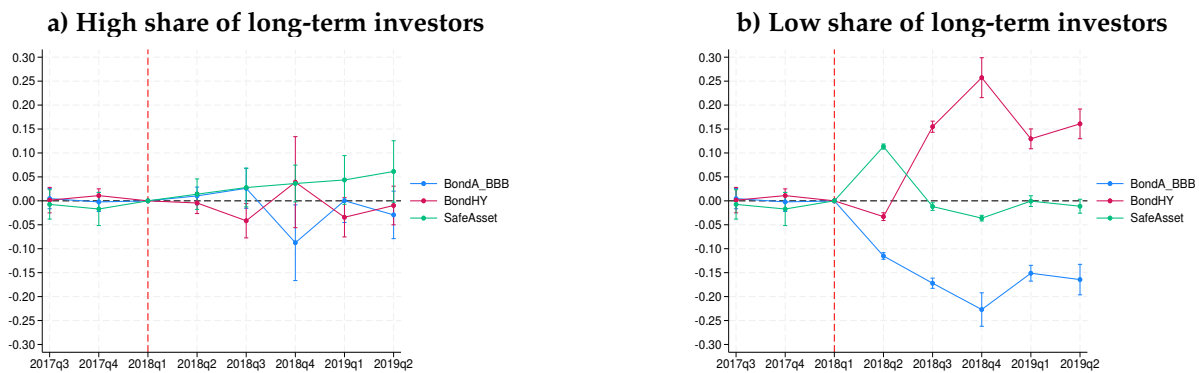 a) High share of long-term investors
0.30
0.25
0.20
0.15
0.10
0.05
0.00
-0.05
-0.10
-0.15
-0.20
-0.25
-0.30
2017q3 2017q4 2018q1 2018q2 2018q3 2018q4 2019q1 2019q2
BondA_BBB
BondHY
SafeAsset
b) Low share of long-term investors
0.30
0.25
0.20
0.15
0.10
0.05
0.00
-0.05
-0.10
-0.15
-0.20
-0.25
-0.30
2017q3 2017q4 2018q1 2018q2 2018q3 2018q4 2019q1 2019q2
BondA_BBB
BondHY
SafeAsset